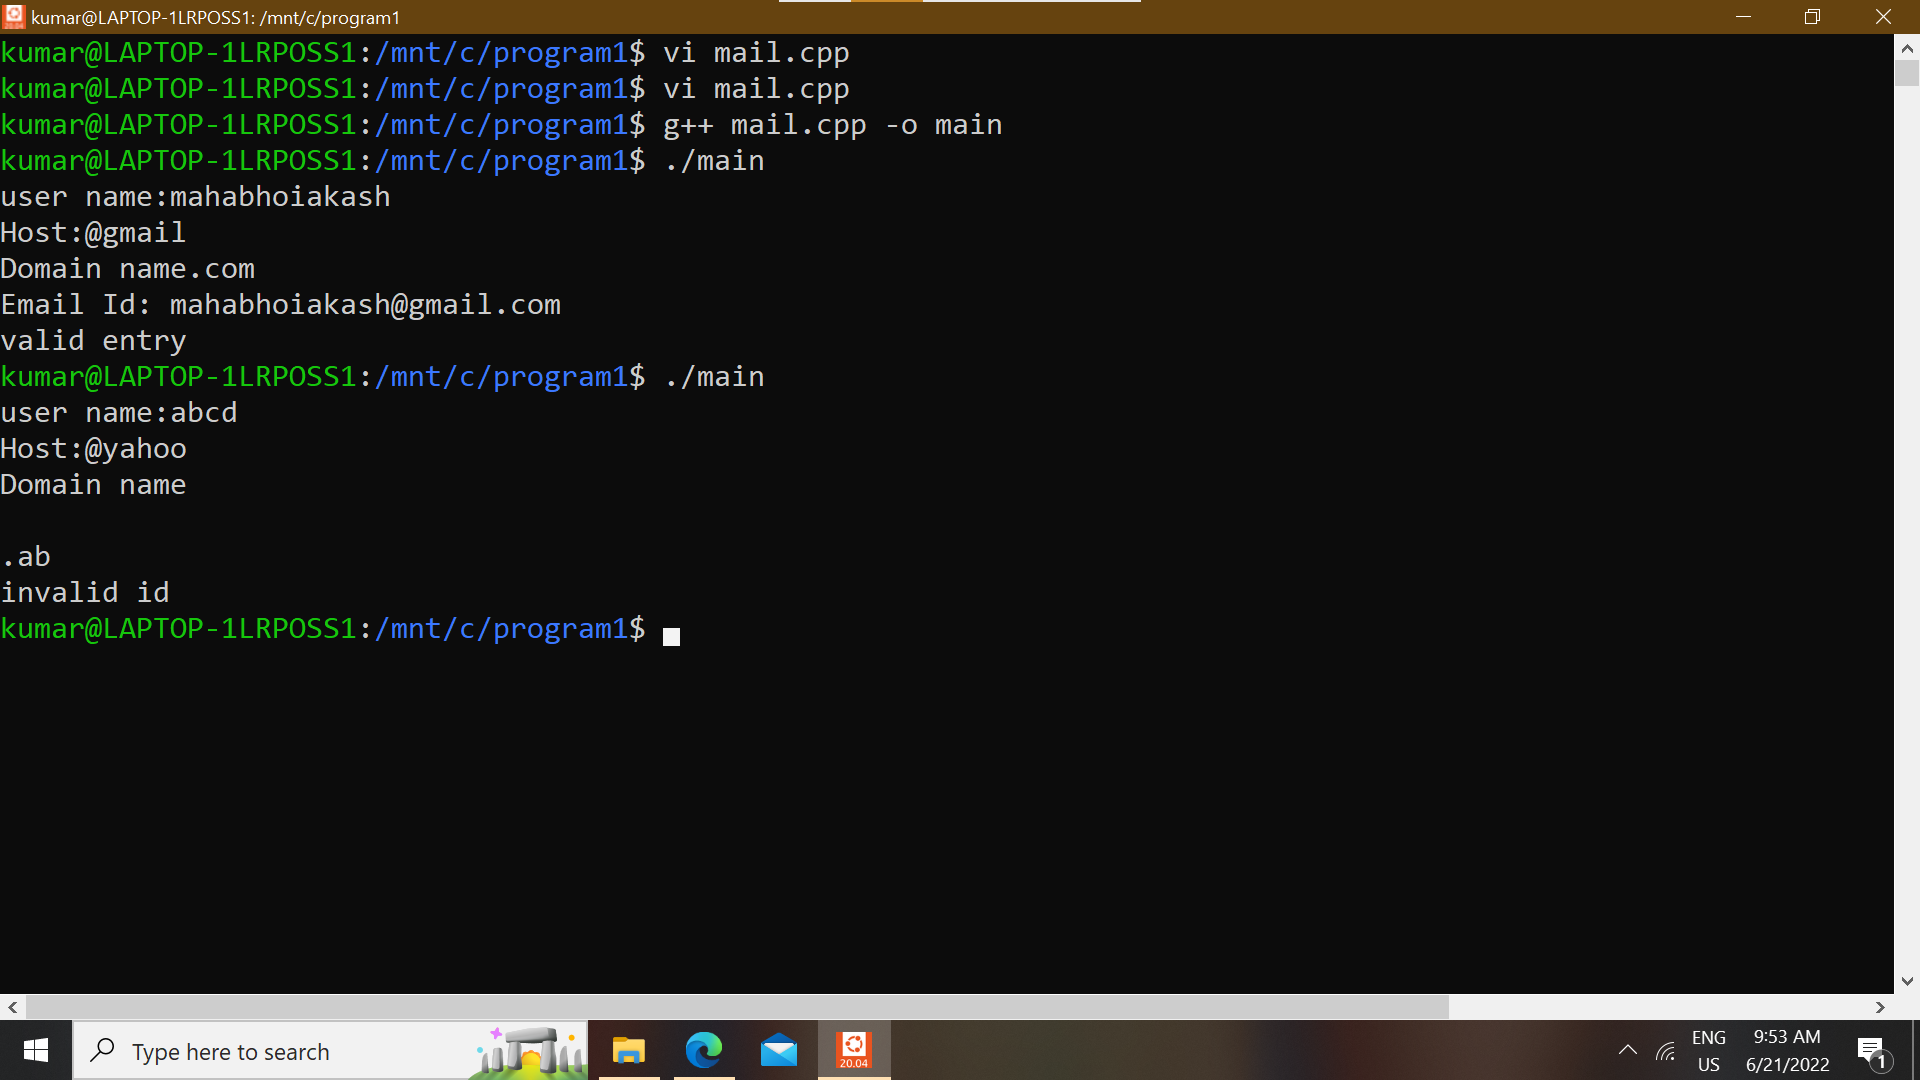 kumar@LAPTOP-1LRPOSS1: /mnt/c/program1
kumar@LAPTOP-1LRPOSS1:/mnt/c/program1$ vi mail.cpp
kumar@LAPTOP-1LRPOSS1:/mnt/c/program1$ vi mail.cpp
kumar@LAPTOP-1LRPOSS1:/mnt/c/program1$ g++ mail.cpp -o main
kumar@LAPTOP-1LRPOSS1:/mnt/c/program1$ ./main
user name:mahabhoiakash
Host:@gmail
Domain name.com
Email Id: mahabhoiakash@gmail.com
valid entry
kumar@LAPTOP-1LRPOSS1:/mnt/c/program1$ ./main
user name:abcd
Host:@yahoo
Domain name
.ab
invalid id
kumar@LAPTOP-1LRPOSS1:/mnt/c/program1$
Type here to search
20.04
ENG
US
9:53 AM
6/21/2022
1